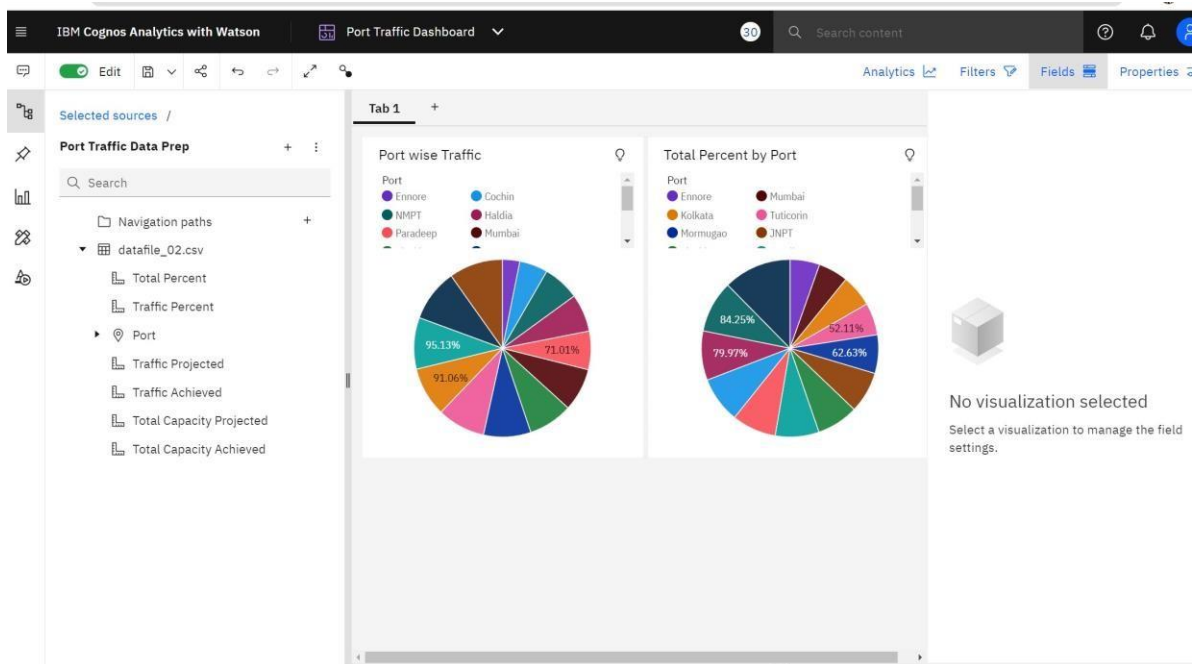 IBM Cognos Analytics with Watson
Port Traffic Dashboard
30
Search content
Edit
Analytics
Filters
Fields
Properties
Selected sources /
Port Traffic Data Prep
Search
Navigation paths
datafile_02.csv
Total Percent
Traffic Percent
Port
Traffic Projected
Traffic Achieved
Total Capacity Projected
Total Capacity Achieved
Tab 1
Port wise Traffic
Port
Ennore Cochin
NMPT Haldia
Paradeep Mumbai
95.13%
71.01%
91.06%
Total Percent by Port
Port
Ennore Mumbai
Kolkata Tuticorin
Mormugao JNPT
84.25%
52.11%
79.97%
62.63%
No visualization selected
Select a visualization to manage the field
settings.